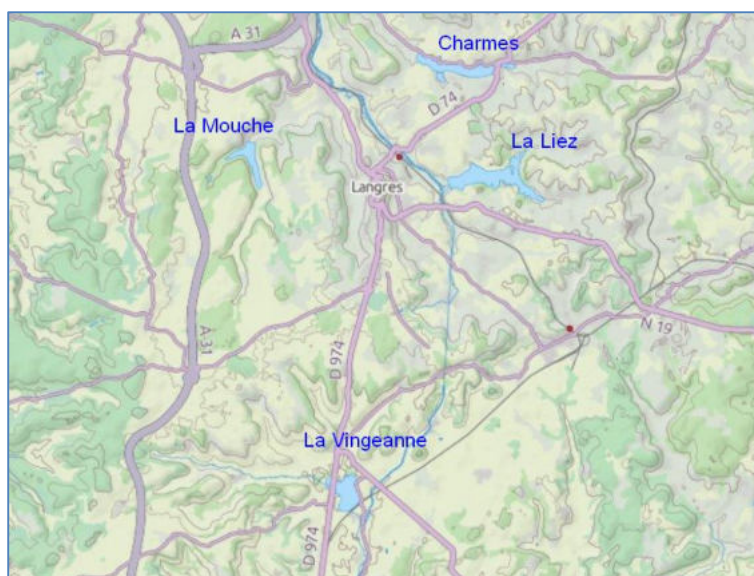 A 31
Charmes
D 74
La Mouche
La Liez
Langres
N 19
D 974
A 31
La Vingeanne
D 974